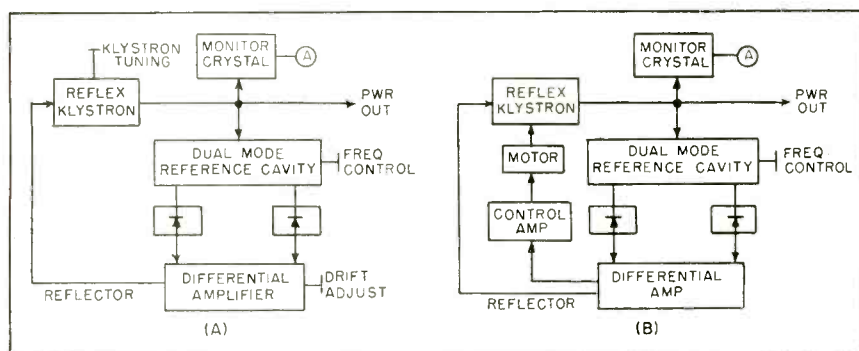 KLYSTRON
TUNING
MONITOR
CRYSTAL
A
REFLEX
KLYSTRON
PWR
OUT
DUAL MODE
REFERENCE CAVITY
FREQ
CONTROL
DIFFERENTIAL
AMPLIFIER
DRIFT
ADJUST
REFLECTOR
(A)
MONITOR
CRYSTAL
A
REFLEX
KLYSTRON
PWR
OUT
MOTOR
DUAL MODE
REFERENCE CAVITY
FREQ
CONTROL
CONTROL
AMP
DIFFERENTIAL
AMP
REFLECTOR
(B)